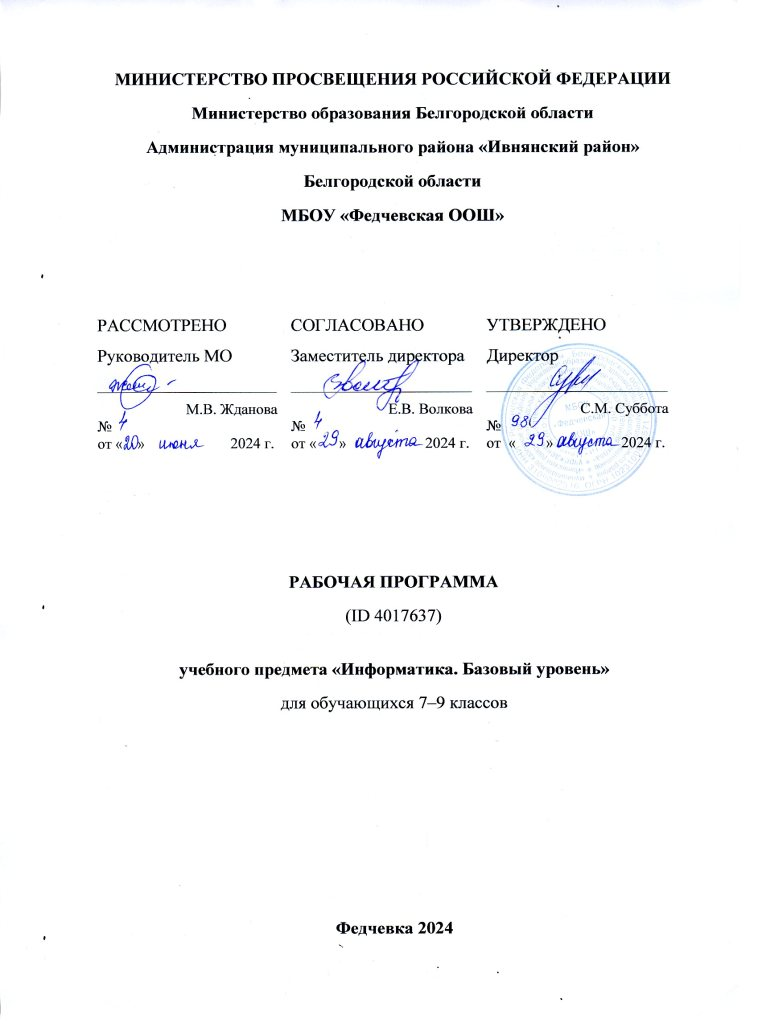 МИНИСТЕРСТВО ПРОСВЕЩЕНИЯ РОССИЙСКОЙ ФЕДЕРАЦИИ
Министерство образования Белгородской области
Администрация муниципального района «Ивнянский район»
Белгородской области
МБОУ «Федчевская ООШ»
РАССМОТРЕНО
Руководитель МО
М.В. Жданова
№ 4
от «20» июня 2024 г.
СОГЛАСОВАНО
Заместитель директора
Е.В. Волкова
№ 4
от «29» августа 2024 г.
УТВЕРЖДЕНО
Директор
С.М. Суббота
№ 98
от « 29» августа 2024 г.
РАБОЧАЯ ПРОГРАММА
(ID 4017637)
учебного предмета «Информатика. Базовый уровень»
для обучающихся 7–9 классов
Федчевка 2024